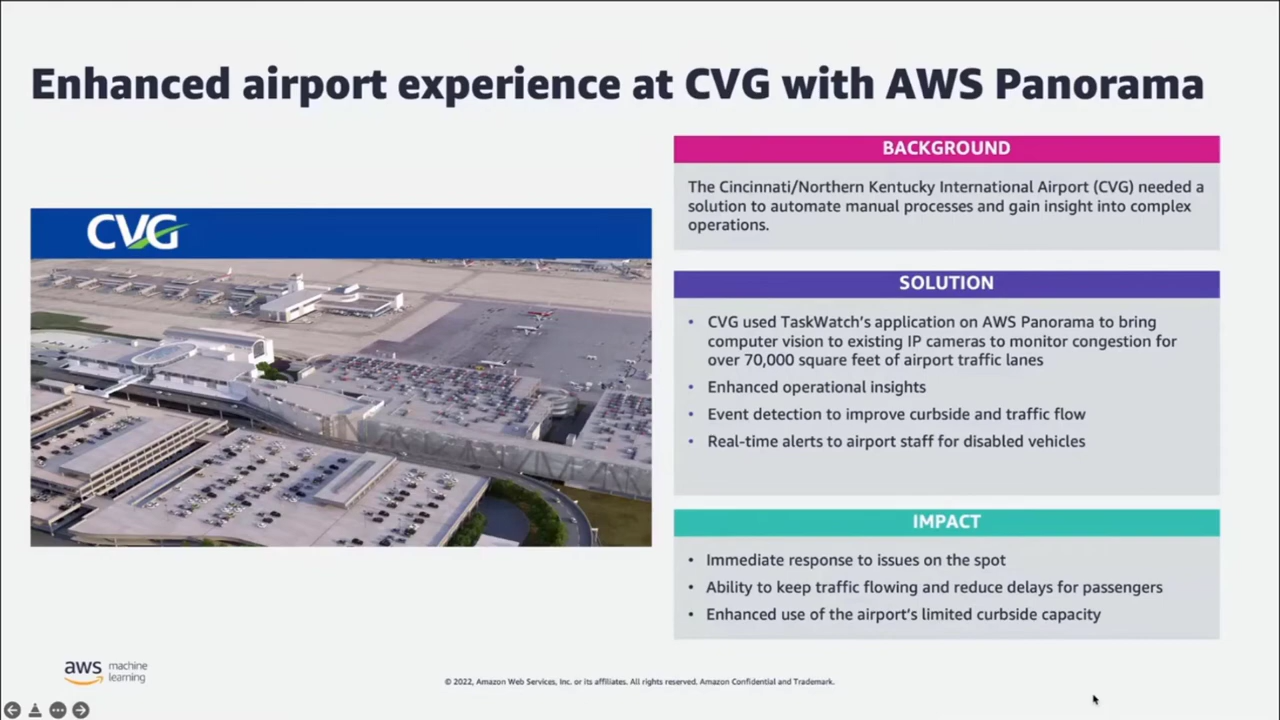 Enhanced airport experience at CVG with AWS Panorama
CVG
BACKGROUND
The Cincinnati/Northern Kentucky International Airport (CVG) needed a
solution to automate manual processes and gain insight into complex
operations.
SOLUTION
• CVG used TaskWatch's application on AWS Panorama to bring
computer vision to existing IP cameras to monitor congestion for
over 70,000 square feet of airport traffic lanes
• Enhanced operational insights
• Event detection to improve curbside and traffic flow
• Real-time alerts to airport staff for disabled vehicles
IMPACT
• Immediate response to issues on the spot
• Ability to keep traffic flowing and reduce delays for passengers
• Enhanced use of the airport's limited curbside capacity
aws machine
learning
© 2022, Amazon Web Services, Inc. or its affiliates. All rights reserved. Amazon Confidential and Trademark.